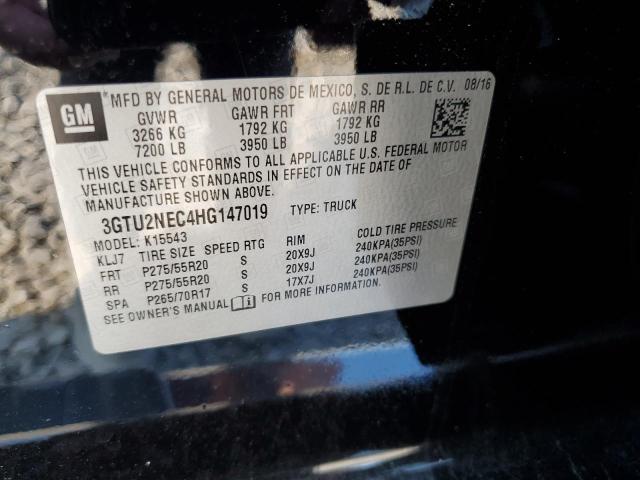 GM *MFD BY GENERAL MOTORS DE MEXICO, S. DE R.L. DE C.V. 08/16
GVWR GAWR FRT GAWR RR
3266 KG 1792 KG 1792 KG
7200 LB 3950 LB 3950 LB
THIS VEHICLE CONFORMS TO ALL APPLICABLE U.S. FEDERAL MOTOR
VEHICLE SAFETY STANDARDS IN EFFECT ON THE DATE OF
MANUFACTURE SHOWN ABOVE.
3GTU2NEC4HG147019 TYPE: TRUCK
MODEL: K15543
KLJ7 TIRE SIZE SPEED RTG RIM COLD TIRE PRESSURE
FRT P275/55R20 S 20X9J 240KPA(35PSI)
RR P275/55R20 S 20X9J 240KPA(35PSI)
SPA P265/70R17 S 17X7J 240KPA(35PSI)
SEE OWNER'S MANUAL FOR MORE INFORMATION.